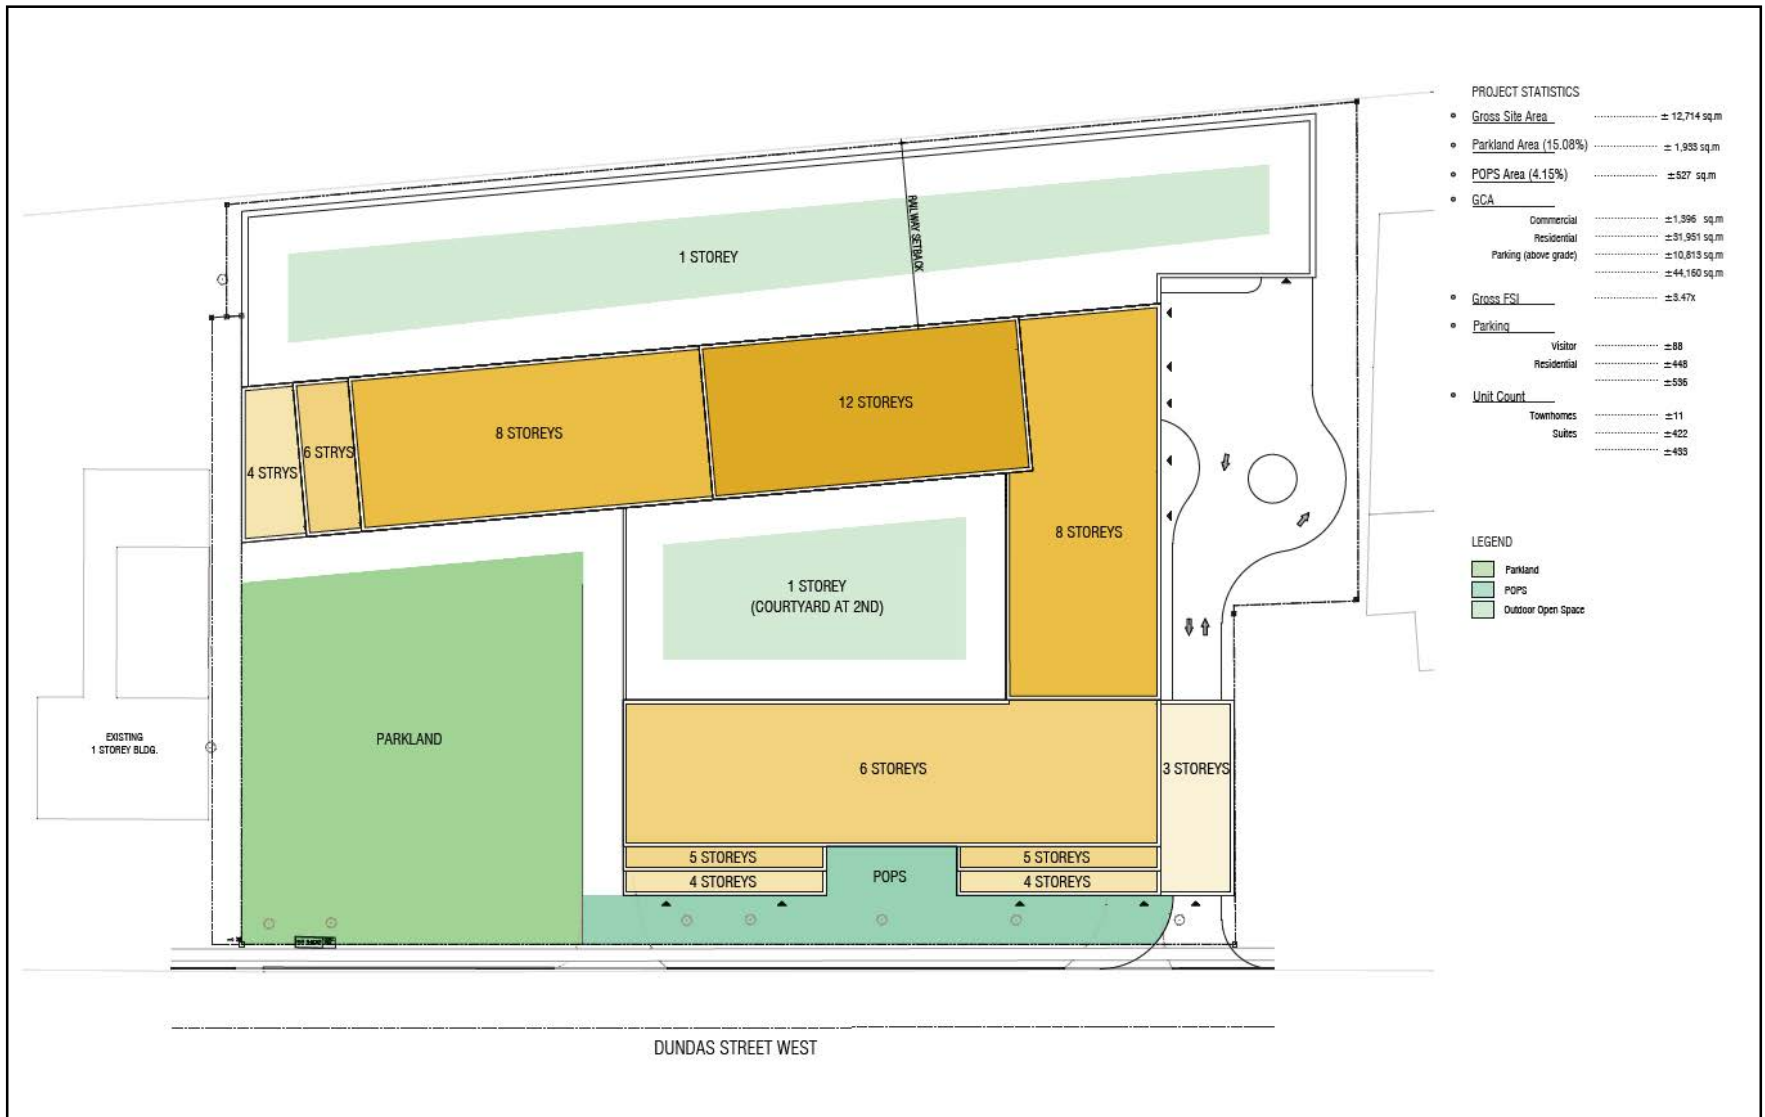 PROJECT STATISTICS
Gross Site Area ± 12,714 sq.m
Parkland Area (15.08%) ± 1,933 sq.m
POPS Area (4.15%) ±527 sq.m
GCA
Commercial ±1,396 sq.m
Residential ±31,951 sq.m
Parking (above grade) ±10,813 sq.m
±44,160 sq.m
Gross FSI ±3.47x
Parking
Visitor ±88
Residential ±448
±536
Unit Count
Townhomes ±11
Suites ±422
±433
LEGEND
Parkland
POPS
Outdoor Open Space
RAILWAY SETBACK
1 STOREY
12 STOREYS
8 STOREYS
6 STRYS
4 STRYS
8 STOREYS
1 STOREY
(COURTYARD AT 2ND)
PARKLAND
EXISTING
1 STOREY BLDG.
6 STOREYS
3 STOREYS
5 STOREYS
5 STOREYS
4 STOREYS
4 STOREYS
POPS
DUNDAS STREET WEST